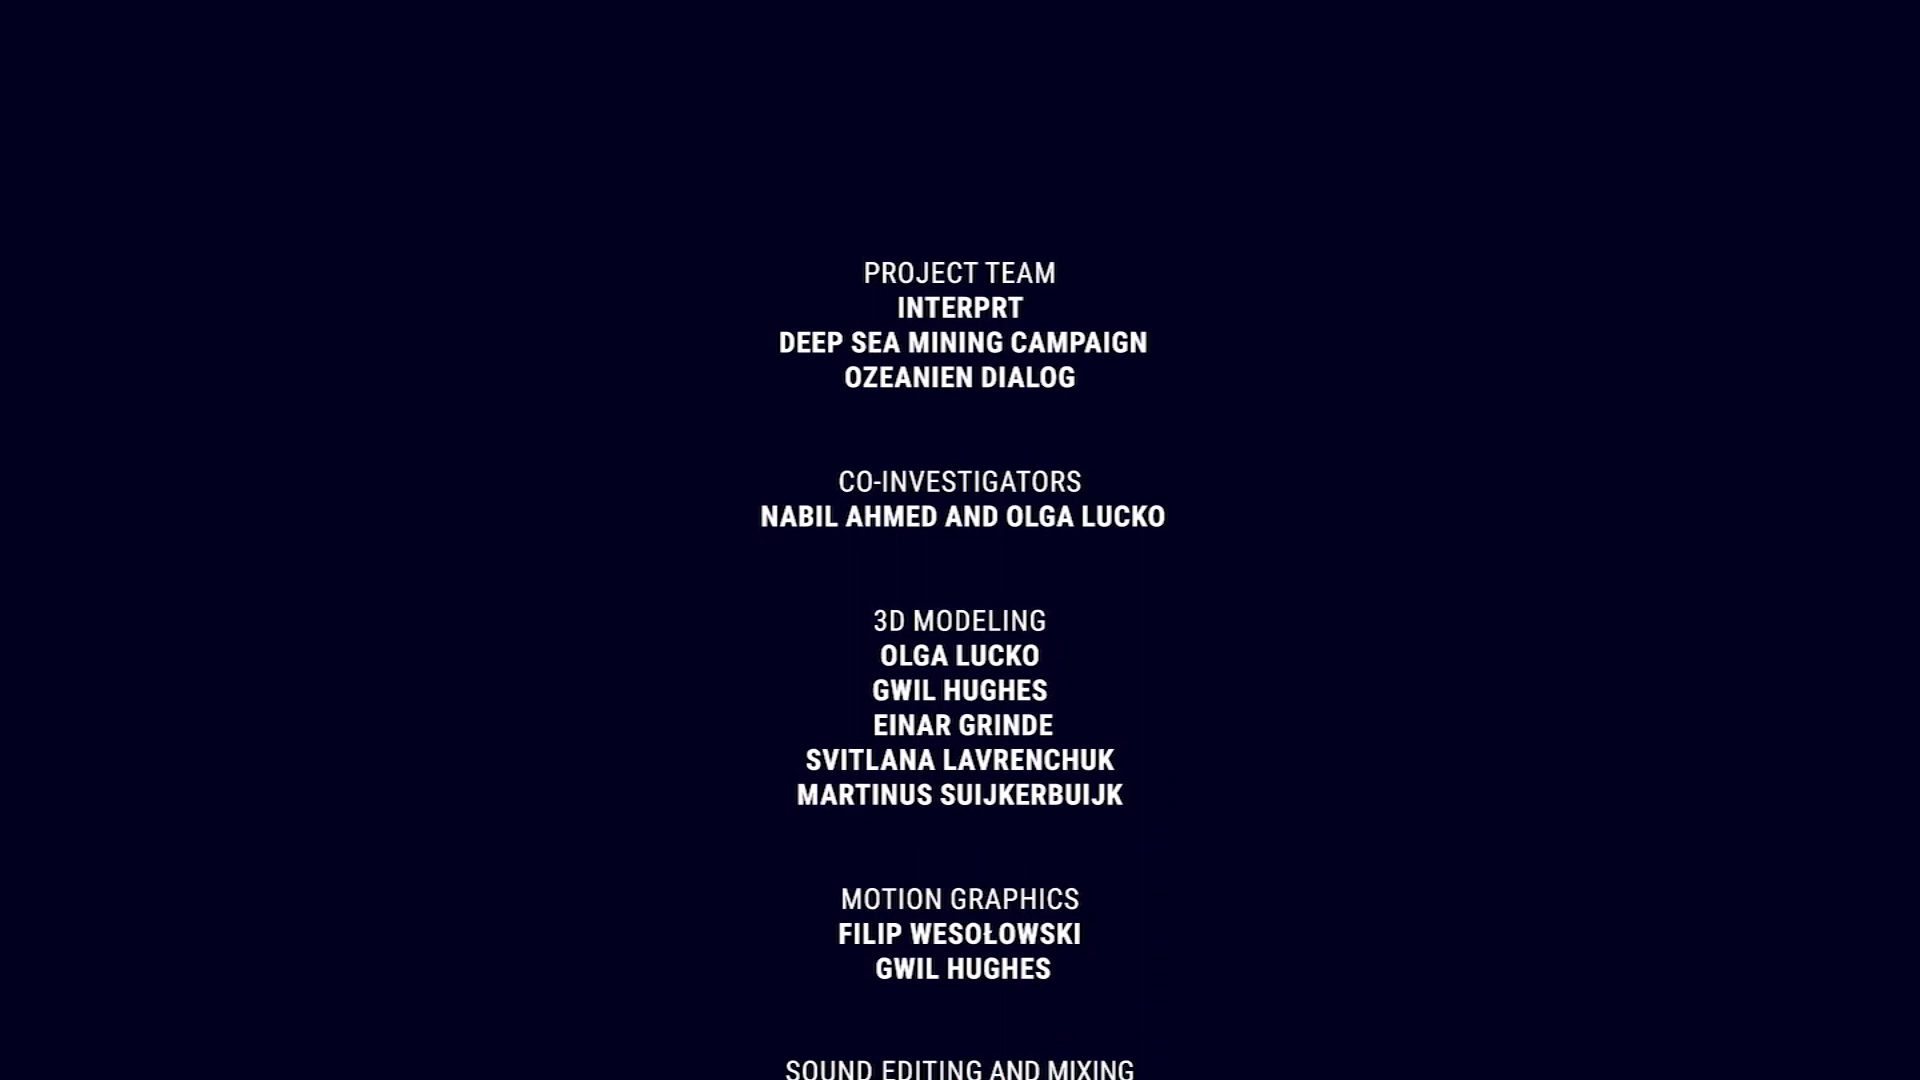 PROJECT TEAM
INTERPRT
DEEP SEA MINING CAMPAIGN
OZEANIEN DIALOG
CO-INVESTIGATORS
NABIL AHMED AND OLGA LUCKO
3D MODELING
OLGA LUCKO
GWIL HUGHES
EINAR GRINDE
SVITLANA LAVRENCHUK
MARTINUS SUIJKERBUIJK
MOTION GRAPHICS
FILIP WESOŁOWSKI
GWIL HUGHES
SOUND EDITING AND MIXING